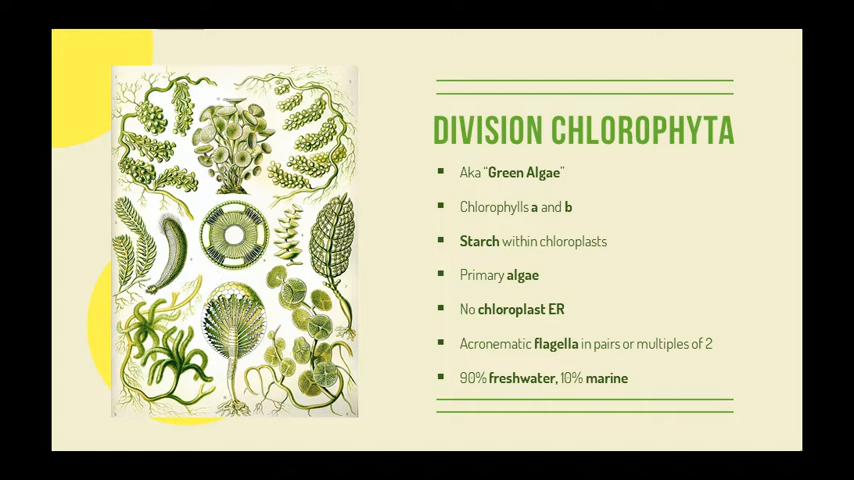 DIVISION CHLOROPHYTA
Aka “Green Algae”
Chlorophylls a and b
Starch within chloroplasts
Primary algae
No chloroplast ER
Acronematic flagella in pairs or multiples of 2
90% freshwater, 10% marine